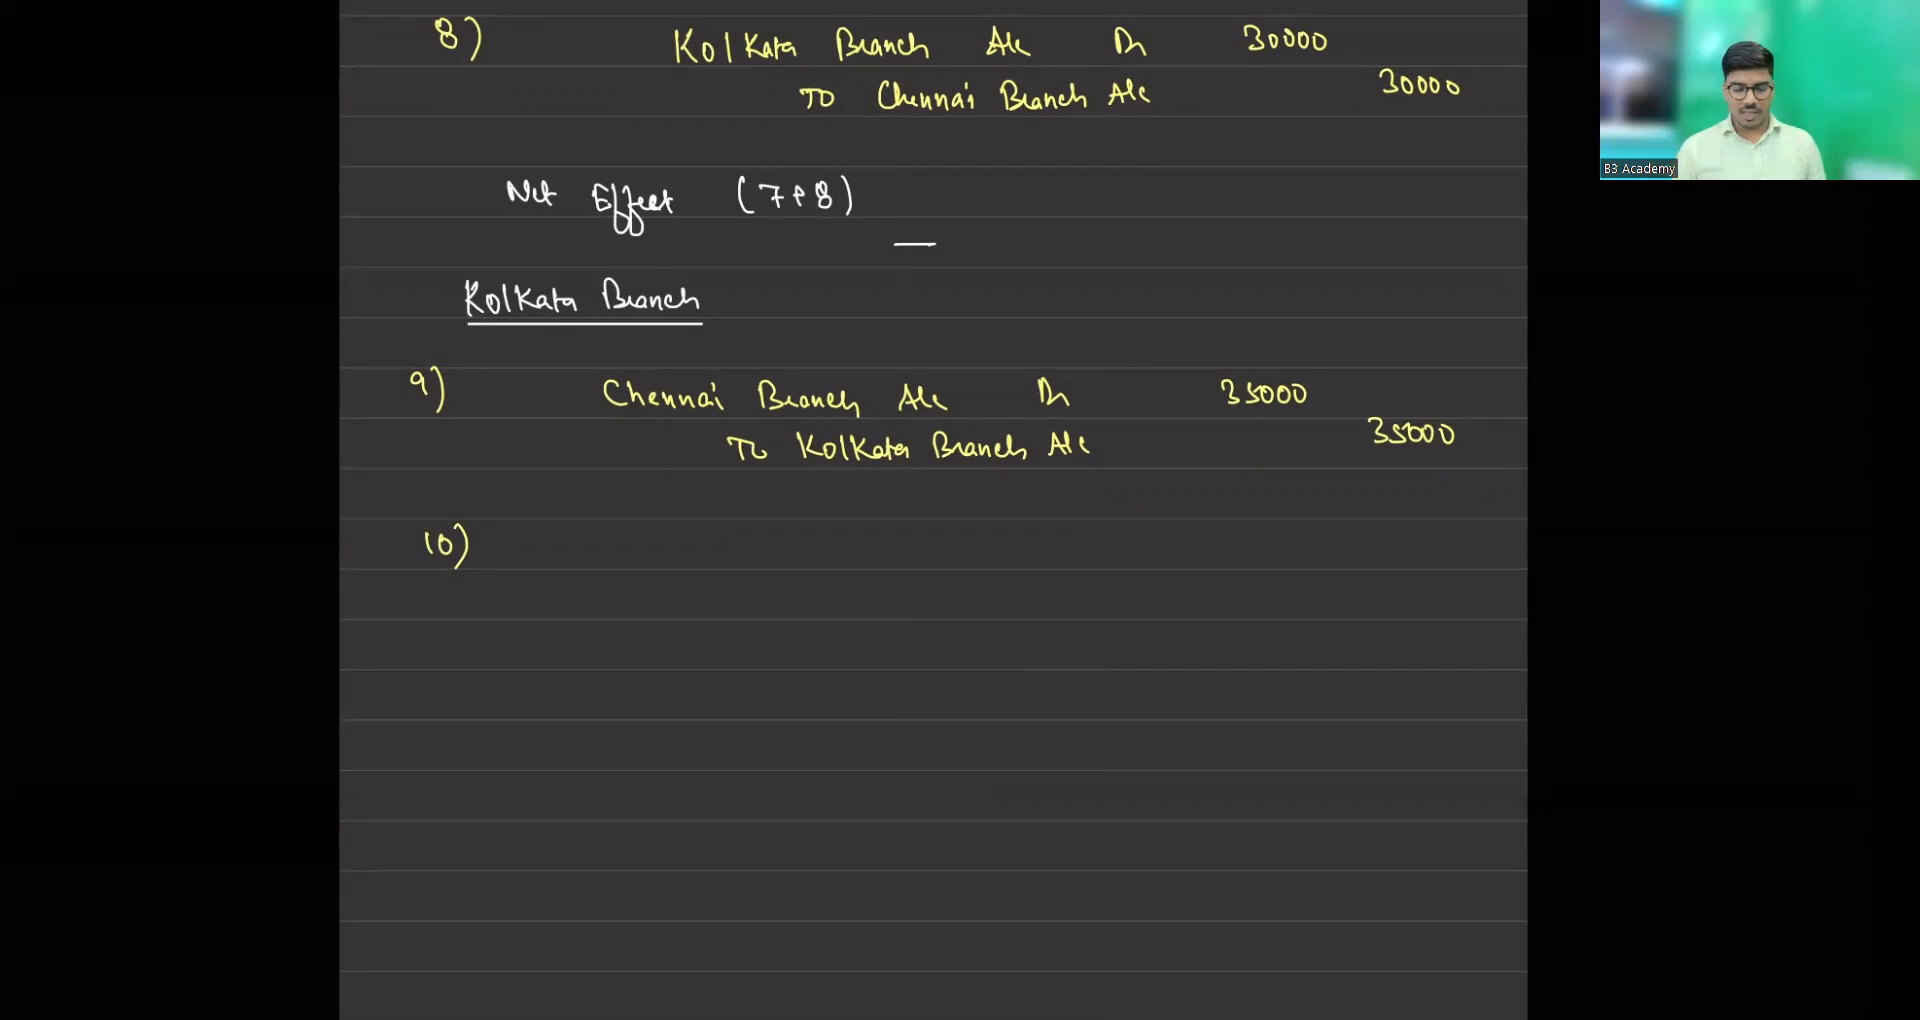 8) Kolkata Branch A/c Dr 30000
To Chennai Branch A/c 30000
Net Effect (7+8)
—
Kolkata Branch
9) Chennai Branch A/c Dr 35000
To Kolkata Branch A/c 35000
10)
B3 Academy